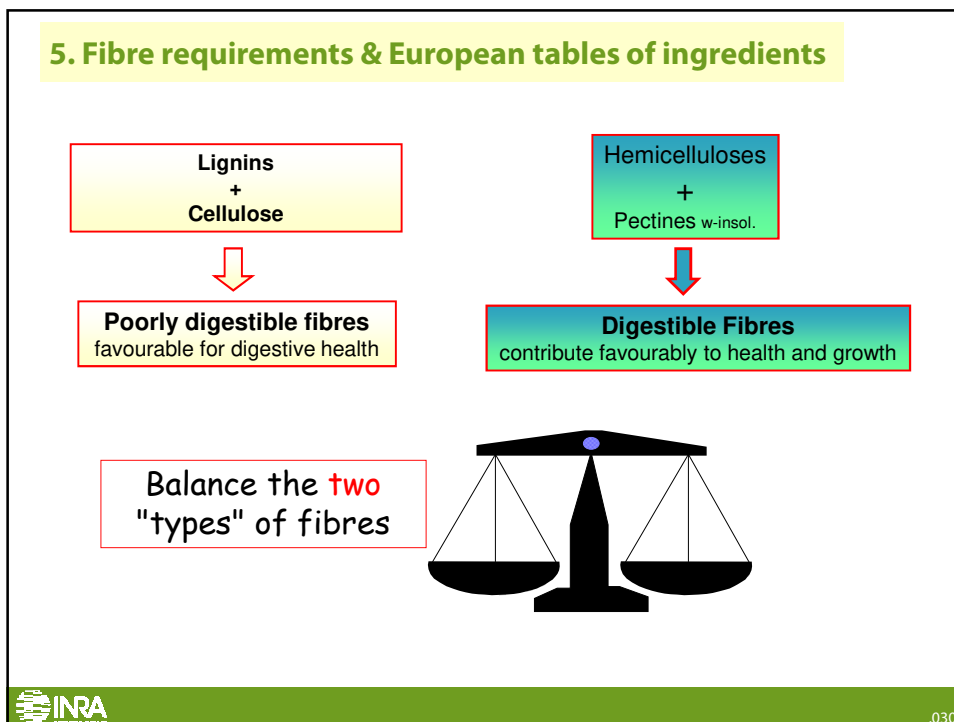 5. Fibre requirements & European tables of ingredients
Lignins
+
Cellulose
Hemicelluloses
+
Pectines w-insol.
Poorly digestible fibres
favourable for digestive health
Digestible Fibres
contribute favourably to health and growth
Balance the two
"types" of fibres
INRA
.030